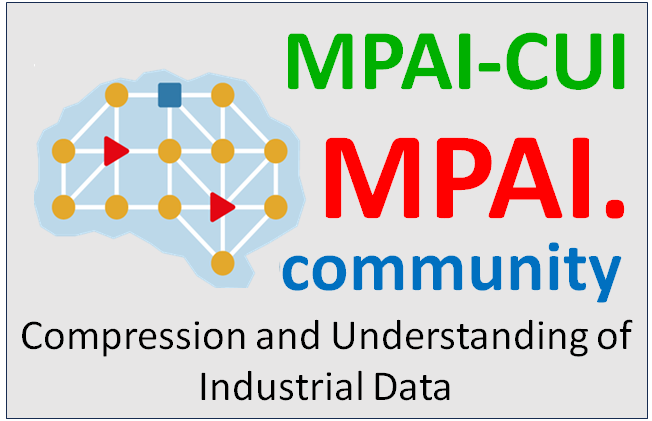 MPAI-CUI
MPAI.
community
Compression and Understanding of
Industrial Data